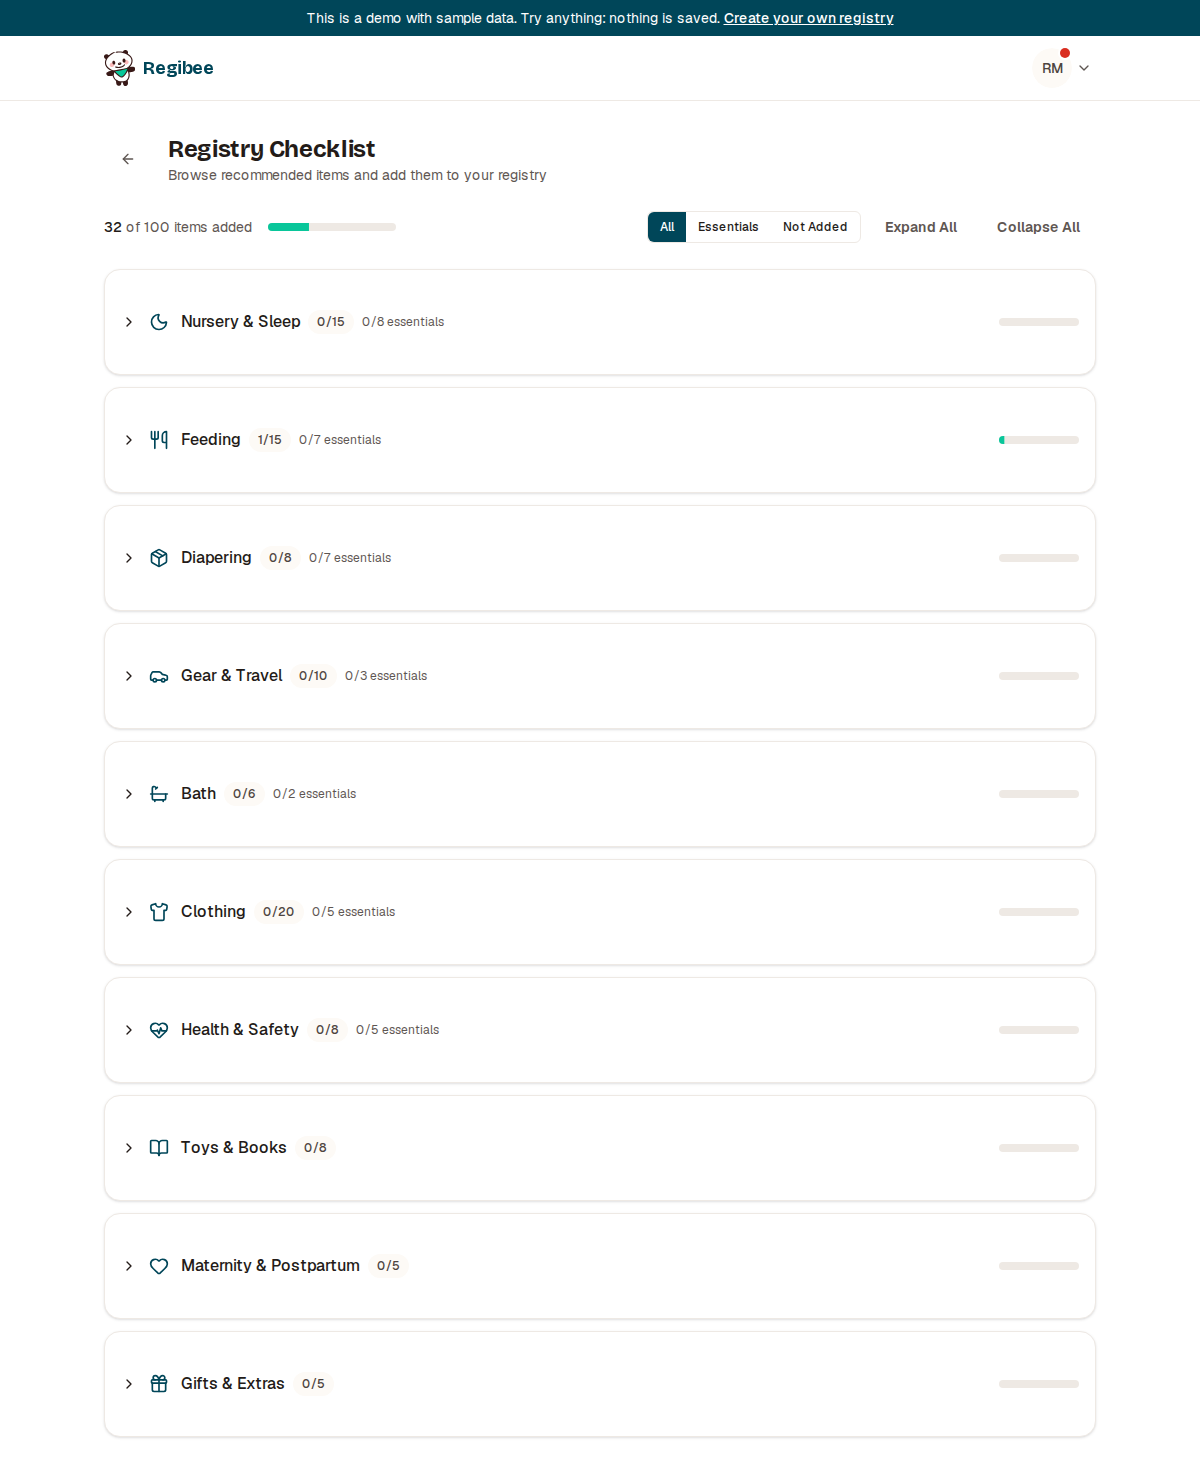 This is a demo with sample data. Try anything: nothing is saved. Create your own registry
Regibee
RM
Registry Checklist
Browse recommended items and add them to your registry
32 of 100 items added
All Essentials Not Added Expand All Collapse All
Nursery & Sleep 0/15 0/8 essentials
Feeding 1/15 0/7 essentials
Diapering 0/8 0/7 essentials
Gear & Travel 0/10 0/3 essentials
Bath 0/6 0/2 essentials
Clothing 0/20 0/5 essentials
Health & Safety 0/8 0/5 essentials
Toys & Books 0/8
Maternity & Postpartum 0/5
Gifts & Extras 0/5